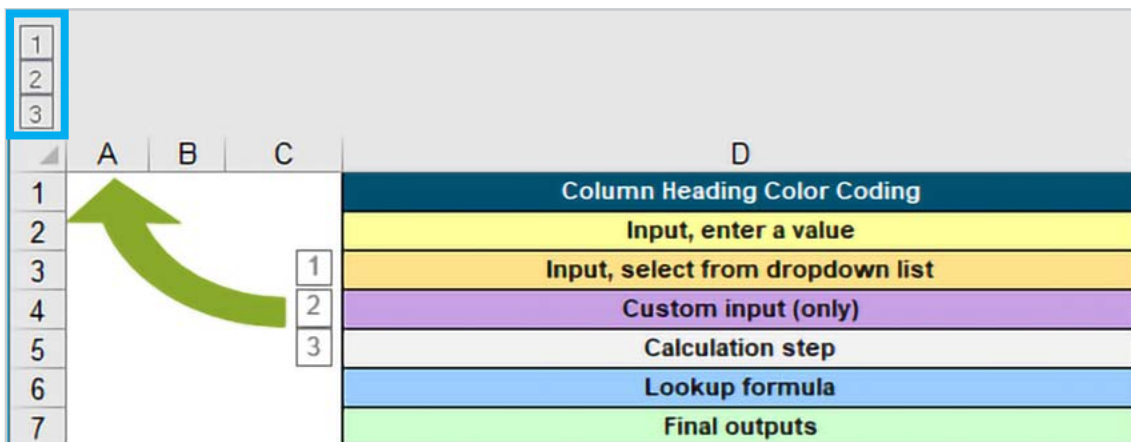 1
2
3
A B C D
1 Column Heading Color Coding
2 Input, enter a value
3 1 Input, select from dropdown list
4 2 Custom input (only)
5 3 Calculation step
6 Lookup formula
7 Final outputs